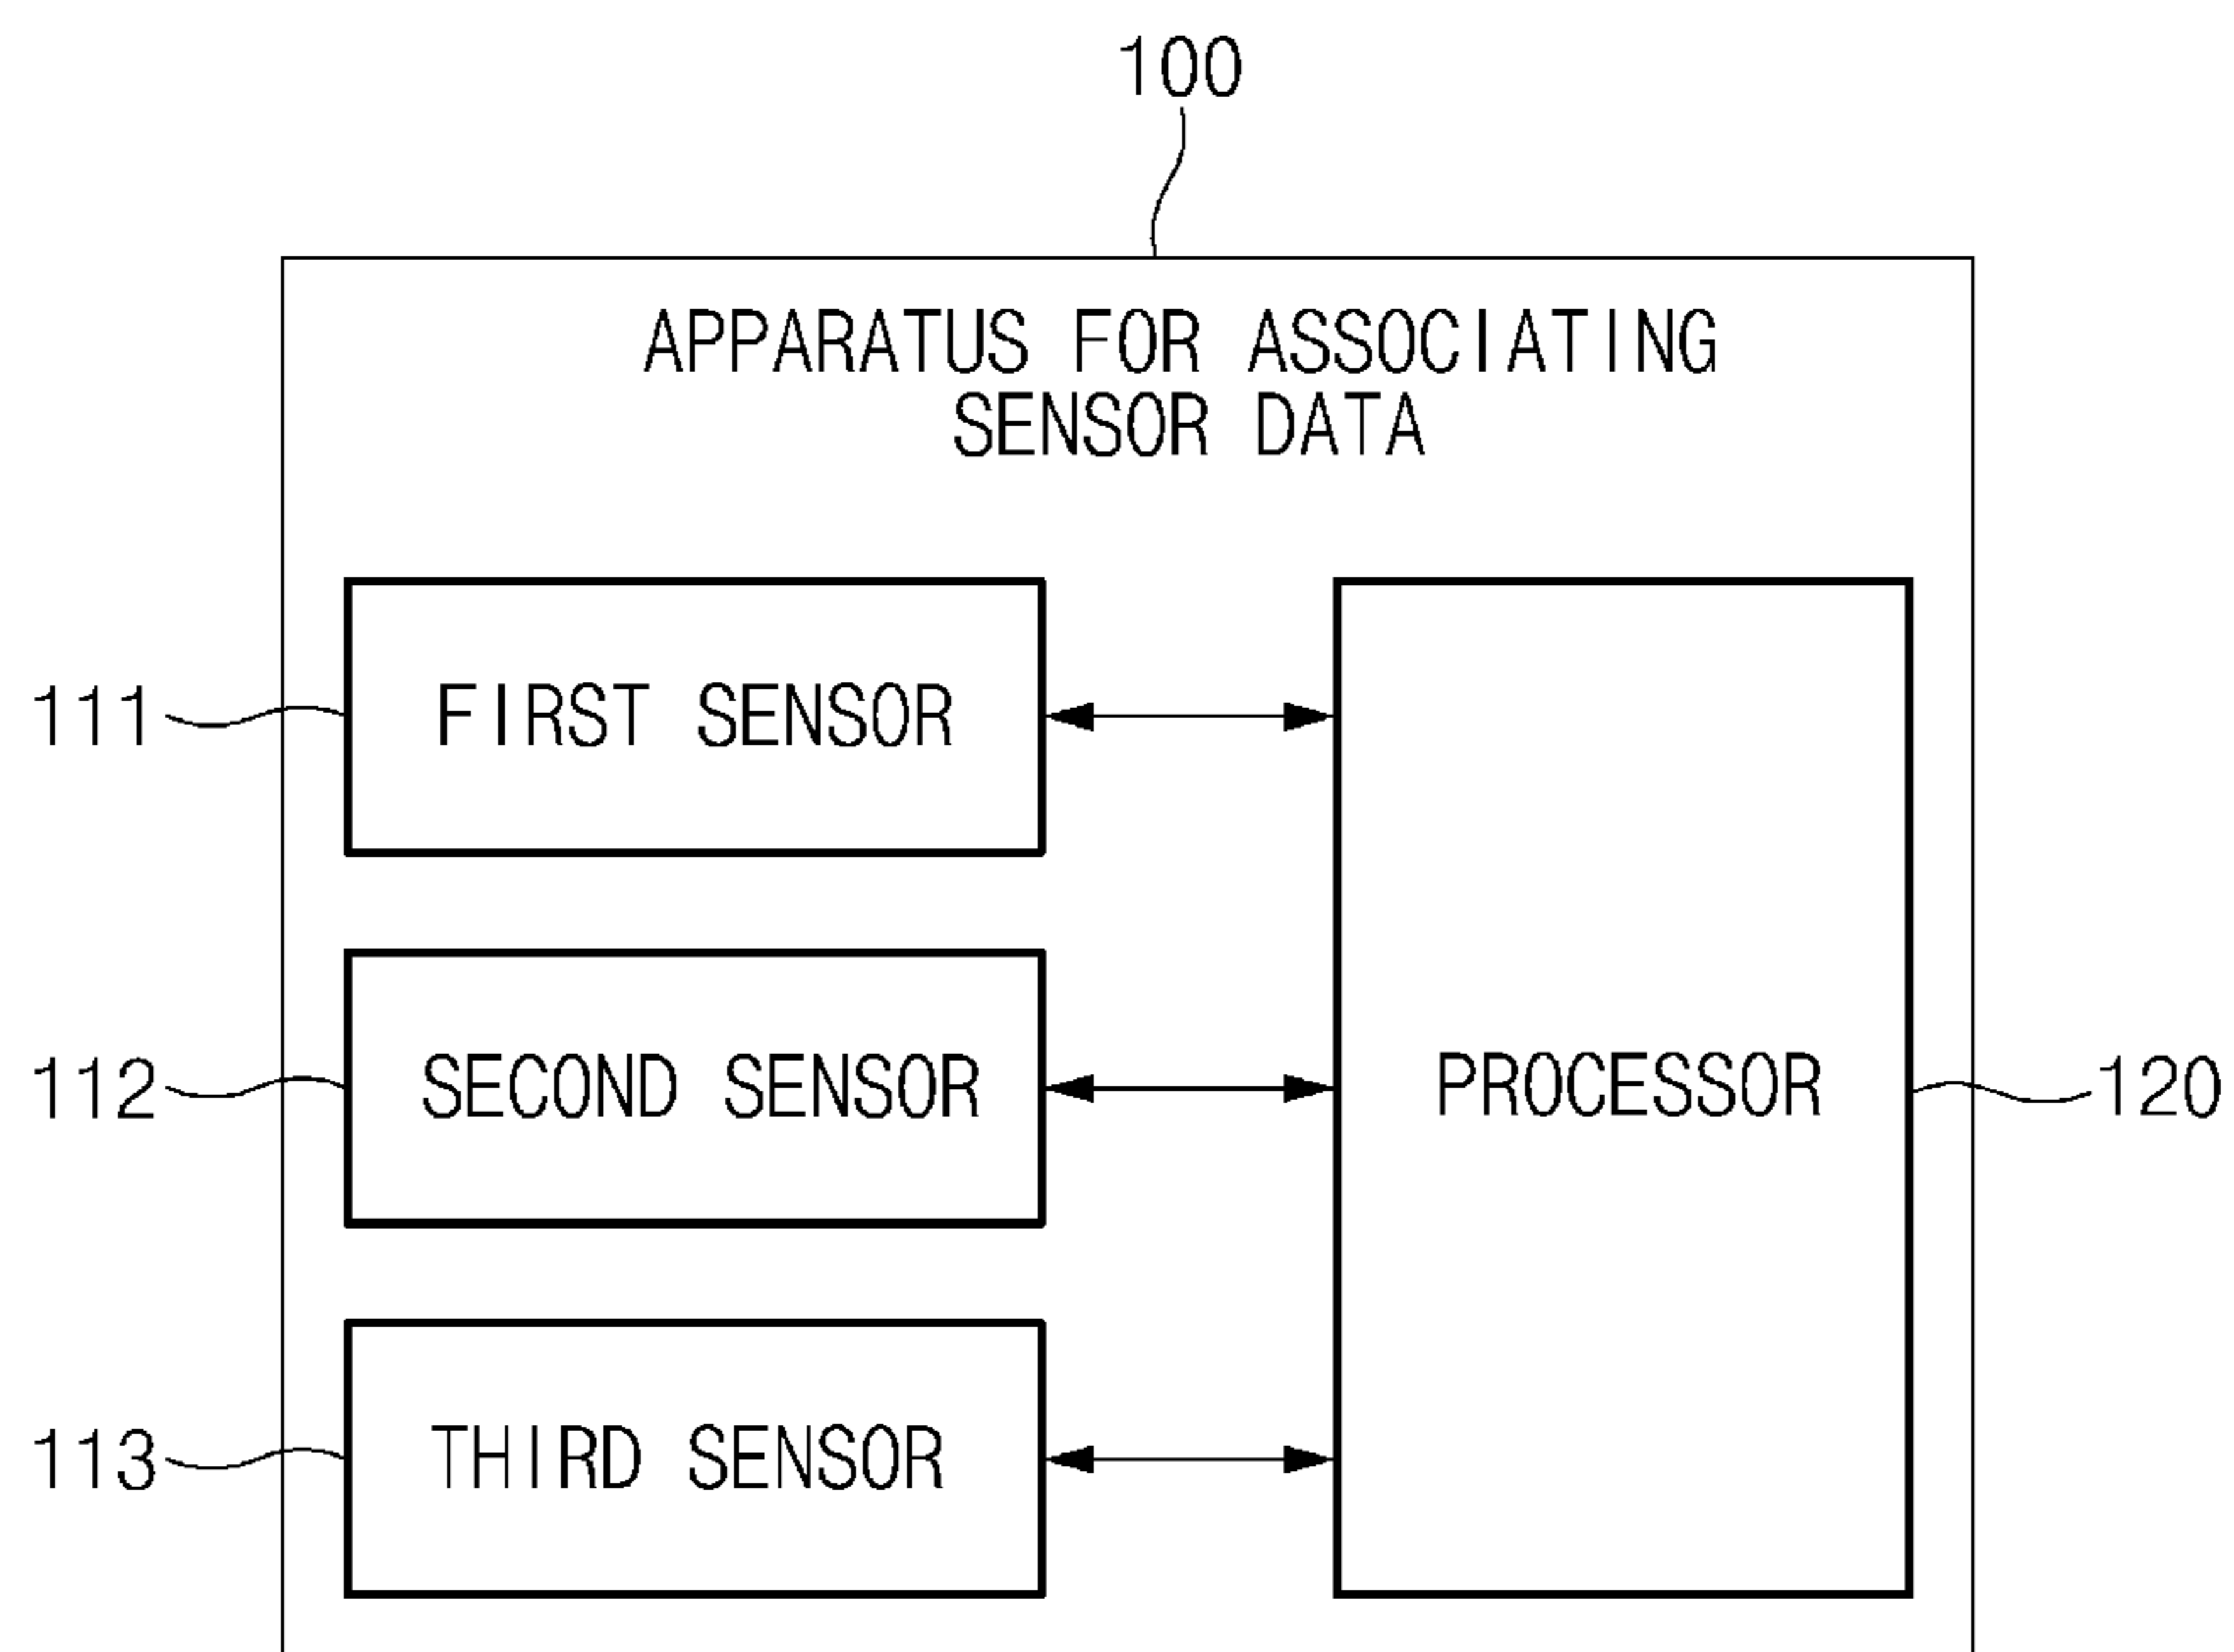 100
APPARATUS FOR ASSOCIATING
SENSOR DATA
111
FIRST SENSOR
112
SECOND SENSOR
PROCESSOR
120
113
THIRD SENSOR